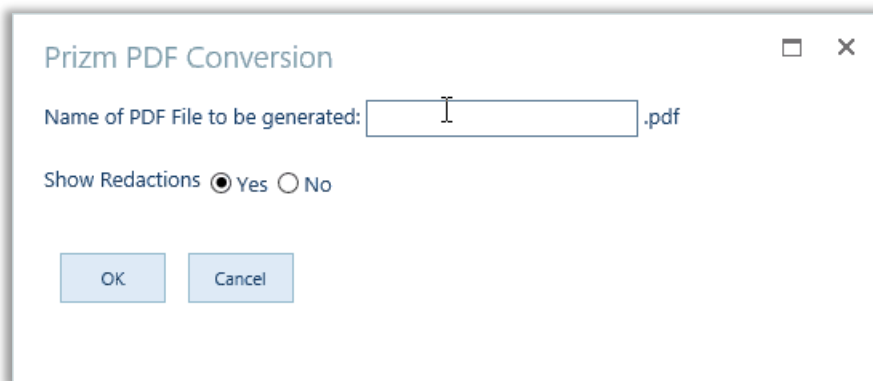 Prizm PDF Conversion
Name of PDF File to be generated: .pdf
Show Redactions Yes No
OK Cancel